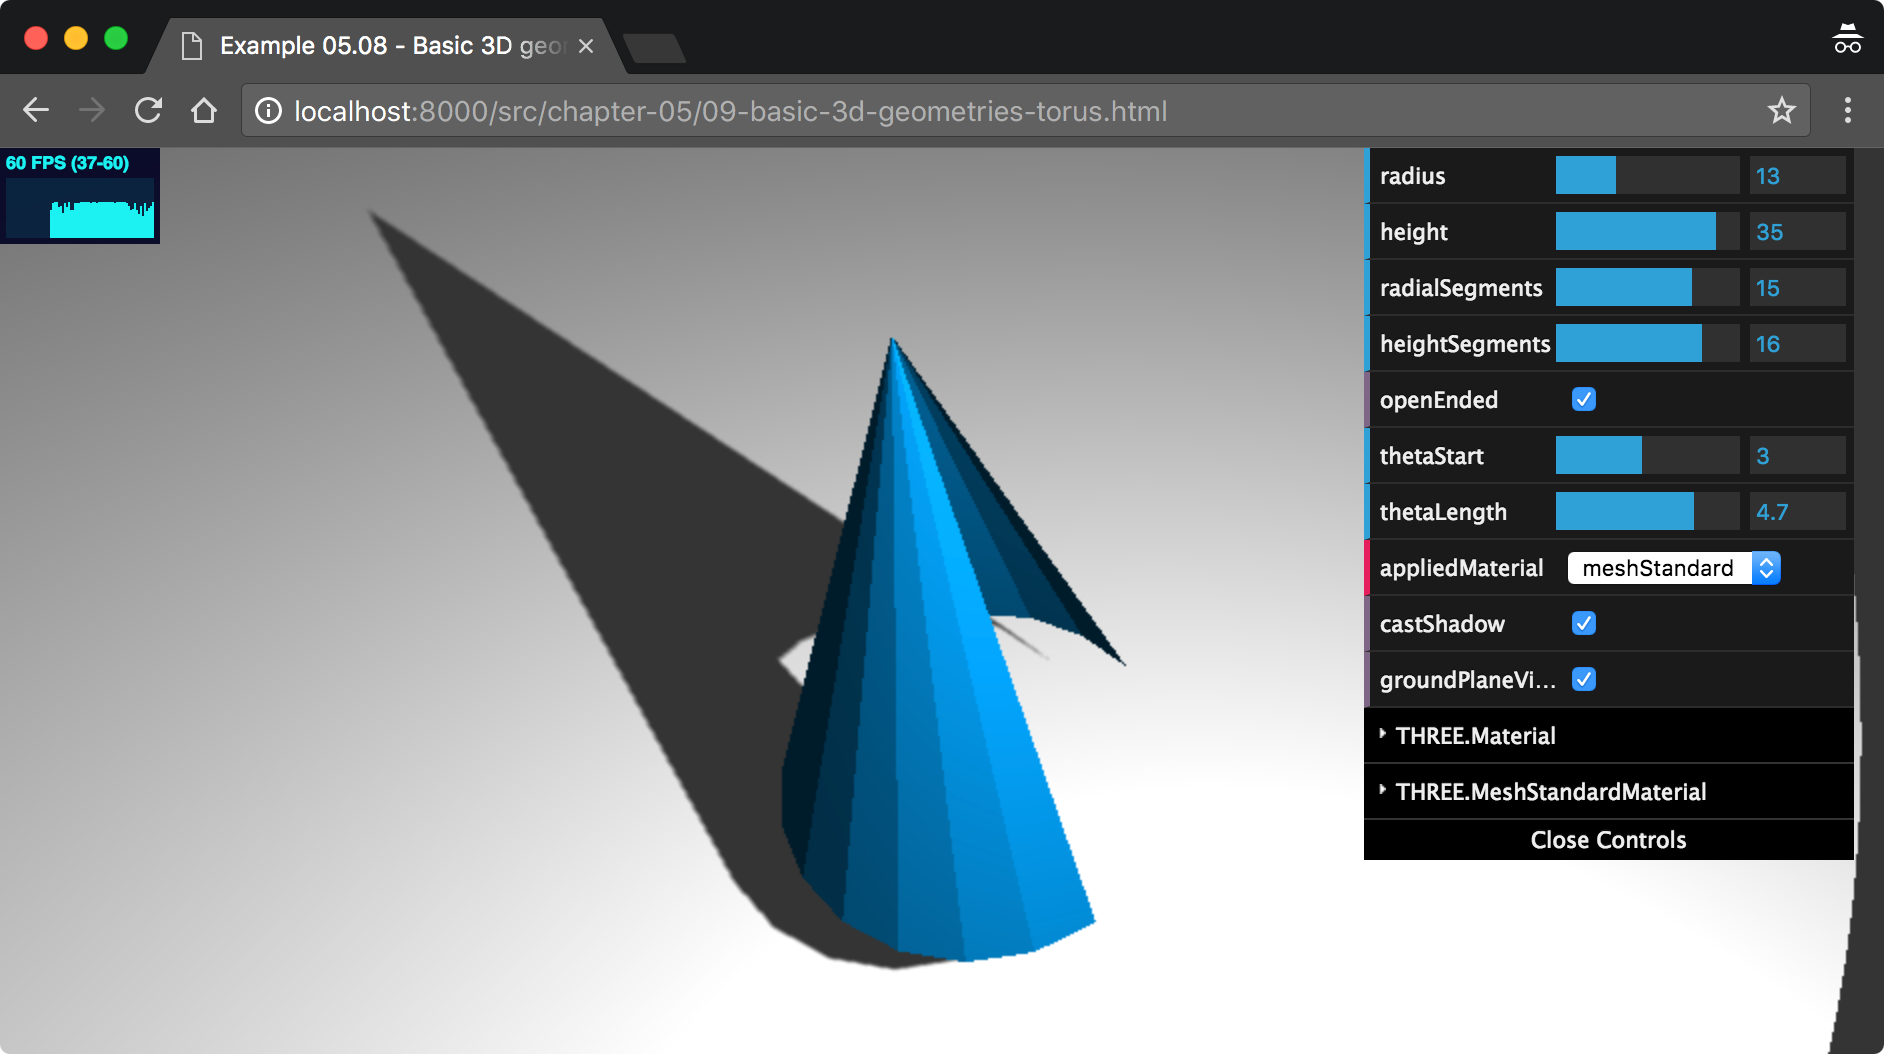 Example 05.08 - Basic 3D geo
localhost:8000/src/chapter-05/09-basic-3d-geometries-torus.html
60 FPS (37-60)
radius 13
height 35
radialSegments 15
heightSegments 16
openEnded
thetaStart 3
thetaLength 4.7
appliedMaterial meshStandard
castShadow
groundPlaneVi...
THREE.Material
THREE.MeshStandardMaterial
Close Controls